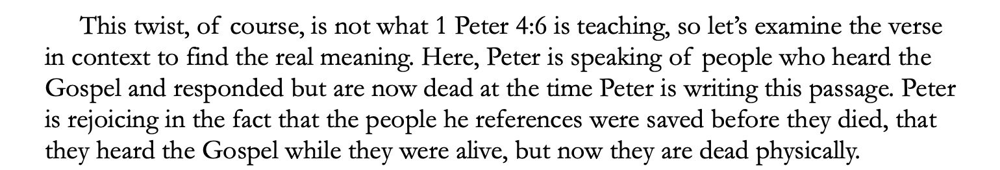 This twist, of course, is not what 1 Peter 4:6 is teaching, so let’s examine the verse
in context to find the real meaning. Here, Peter is speaking of people who heard the
Gospel and responded but are now dead at the time Peter is writing this passage. Peter
is rejoicing in the fact that the people he references were saved before they died, that
they heard the Gospel while they were alive, but now they are dead physically.